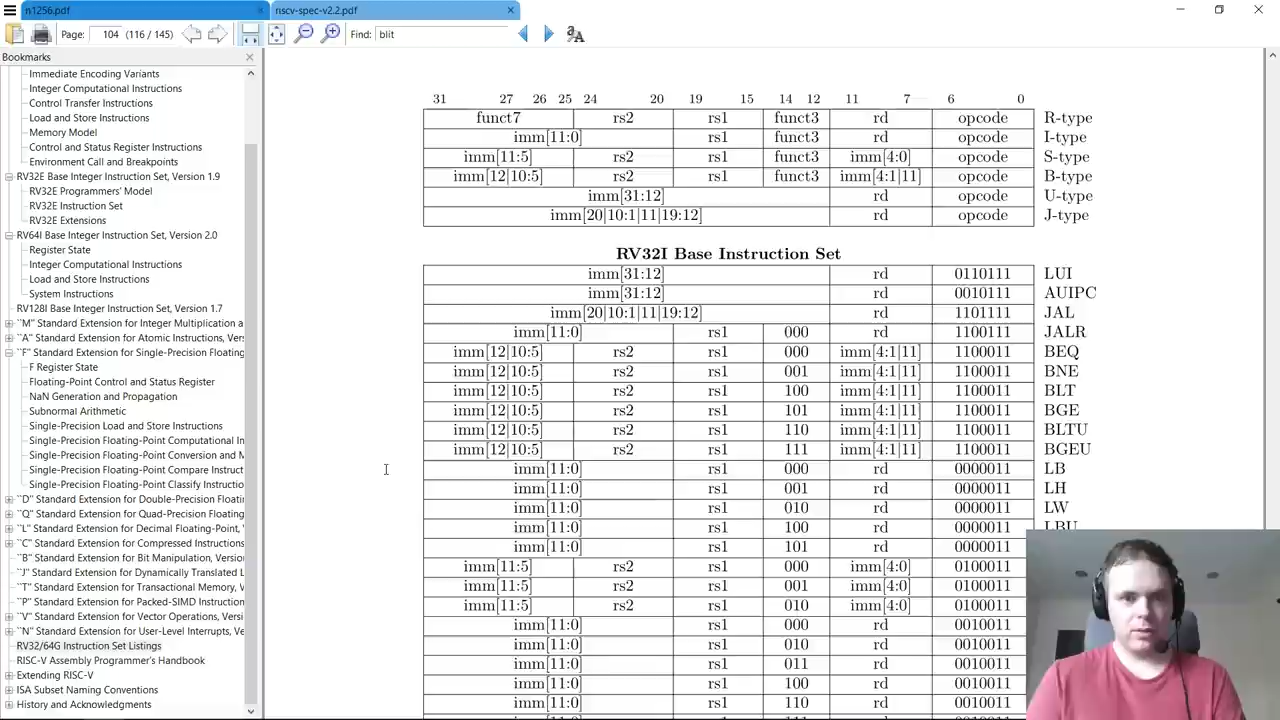 n1256.pdf riscv-spec-v2.2.pdf
Page: 104 (116 / 145) Find: blit
Bookmarks
Immediate Encoding Variants
Integer Computational Instructions
Control Transfer Instructions
Load and Store Instructions
Memory Model
Control and Status Register Instructions
Environment Call and Breakpoints
RV32E Base Integer Instruction Set, Version 1.9
RV32E Programmers' Model
RV32E Instruction Set
RV32E Extensions
RV64I Base Integer Instruction Set, Version 2.0
Register State
Integer Computational Instructions
Load and Store Instructions
System Instructions
RV128I Base Integer Instruction Set, Version 1.7
``M'' Standard Extension for Integer Multiplication a
``A'' Standard Extension for Atomic Instructions, Vers
``F'' Standard Extension for Single-Precision Floating
F Register State
Floating-Point Control and Status Register
NaN Generation and Propagation
Subnormal Arithmetic
Single-Precision Load and Store Instructions
Single-Precision Floating-Point Computational In
Single-Precision Floating-Point Conversion and M
Single-Precision Floating-Point Compare Instruct
Single-Precision Floating-Point Classify Instructio
``D'' Standard Extension for Double-Precision Floatin
``Q'' Standard Extension for Quad-Precision Floating
``L'' Standard Extension for Decimal Floating-Point, V
``C'' Standard Extension for Compressed Instructions
``B'' Standard Extension for Bit Manipulation, Versio
``J'' Standard Extension for Dynamically Translated L
``T'' Standard Extension for Transactional Memory, V
``P'' Standard Extension for Packed-SIMD Instruction
``V'' Standard Extension for Vector Operations, Versi
``N'' Standard Extension for User-Level Interrupts, Ve
RV32/64G Instruction Set Listings
RISC-V Assembly Programmer's Handbook
Extending RISC-V
ISA Subset Naming Conventions
History and Acknowledgments
31 27 26 25 24 20 19 15 14 12 11 7 6 0
funct7 rs2 rs1 funct3 rd opcode R-type
imm[11:0] rs1 funct3 rd opcode I-type
imm[11:5] rs2 rs1 funct3 imm[4:0] opcode S-type
imm[12|10:5] rs2 rs1 funct3 imm[4:1|11] opcode B-type
imm[31:12] rd opcode U-type
imm[20|10:1|11|19:12] rd opcode J-type
RV32I Base Instruction Set
imm[31:12] rd 0110111 LUI
imm[31:12] rd 0010111 AUIPC
imm[20|10:1|11|19:12] rd 1101111 JAL
imm[11:0] rs1 000 rd 1100111 JALR
imm[12|10:5] rs2 rs1 000 imm[4:1|11] 1100011 BEQ
imm[12|10:5] rs2 rs1 001 imm[4:1|11] 1100011 BNE
imm[12|10:5] rs2 rs1 100 imm[4:1|11] 1100011 BLT
imm[12|10:5] rs2 rs1 101 imm[4:1|11] 1100011 BGE
imm[12|10:5] rs2 rs1 110 imm[4:1|11] 1100011 BLTU
imm[12|10:5] rs2 rs1 111 imm[4:1|11] 1100011 BGEU
imm[11:0] rs1 000 rd 0000011 LB
imm[11:0] rs1 001 rd 0000011 LH
imm[11:0] rs1 010 rd 0000011 LW
imm[11:0] rs1 100 rd 0000011 LBU
imm[11:0] rs1 101 rd 0000011
imm[11:5] rs2 rs1 000 imm[4:0] 0100011
imm[11:5] rs2 rs1 001 imm[4:0] 0100011
imm[11:5] rs2 rs1 010 imm[4:0] 0100011
imm[11:0] rs1 000 rd 0010011
imm[11:0] rs1 010 rd 0010011
imm[11:0] rs1 011 rd 0010011
imm[11:0] rs1 100 rd 0010011
imm[11:0] rs1 110 rd 0010011